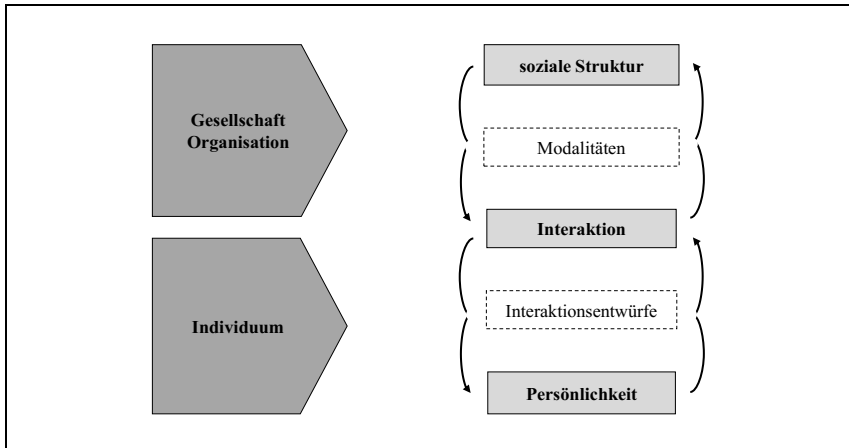 Gesellschaft
Organisation
soziale Struktur
Modalitäten
Interaktion
Individuum
Interaktionsentwürfe
Persönlichkeit